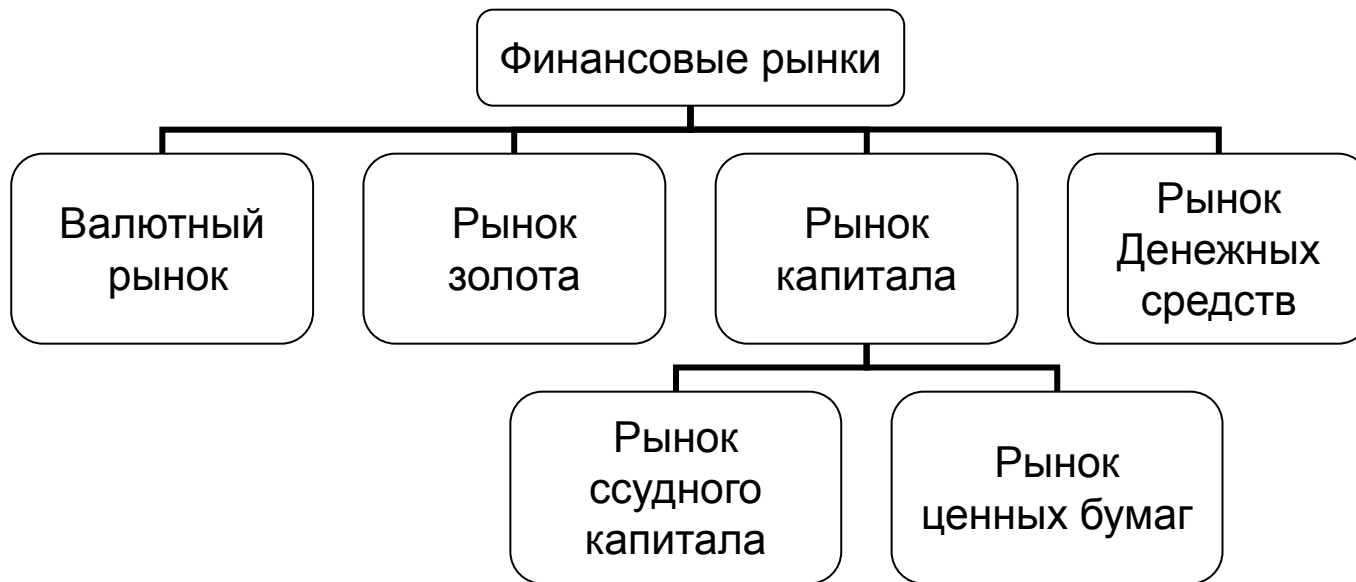 Финансовые рынки
Валютный
рынок
Рынок
золота
Рынок
капитала
Рынок
Денежных
средств
Рынок
ссудного
капитала
Рынок
ценных бумаг